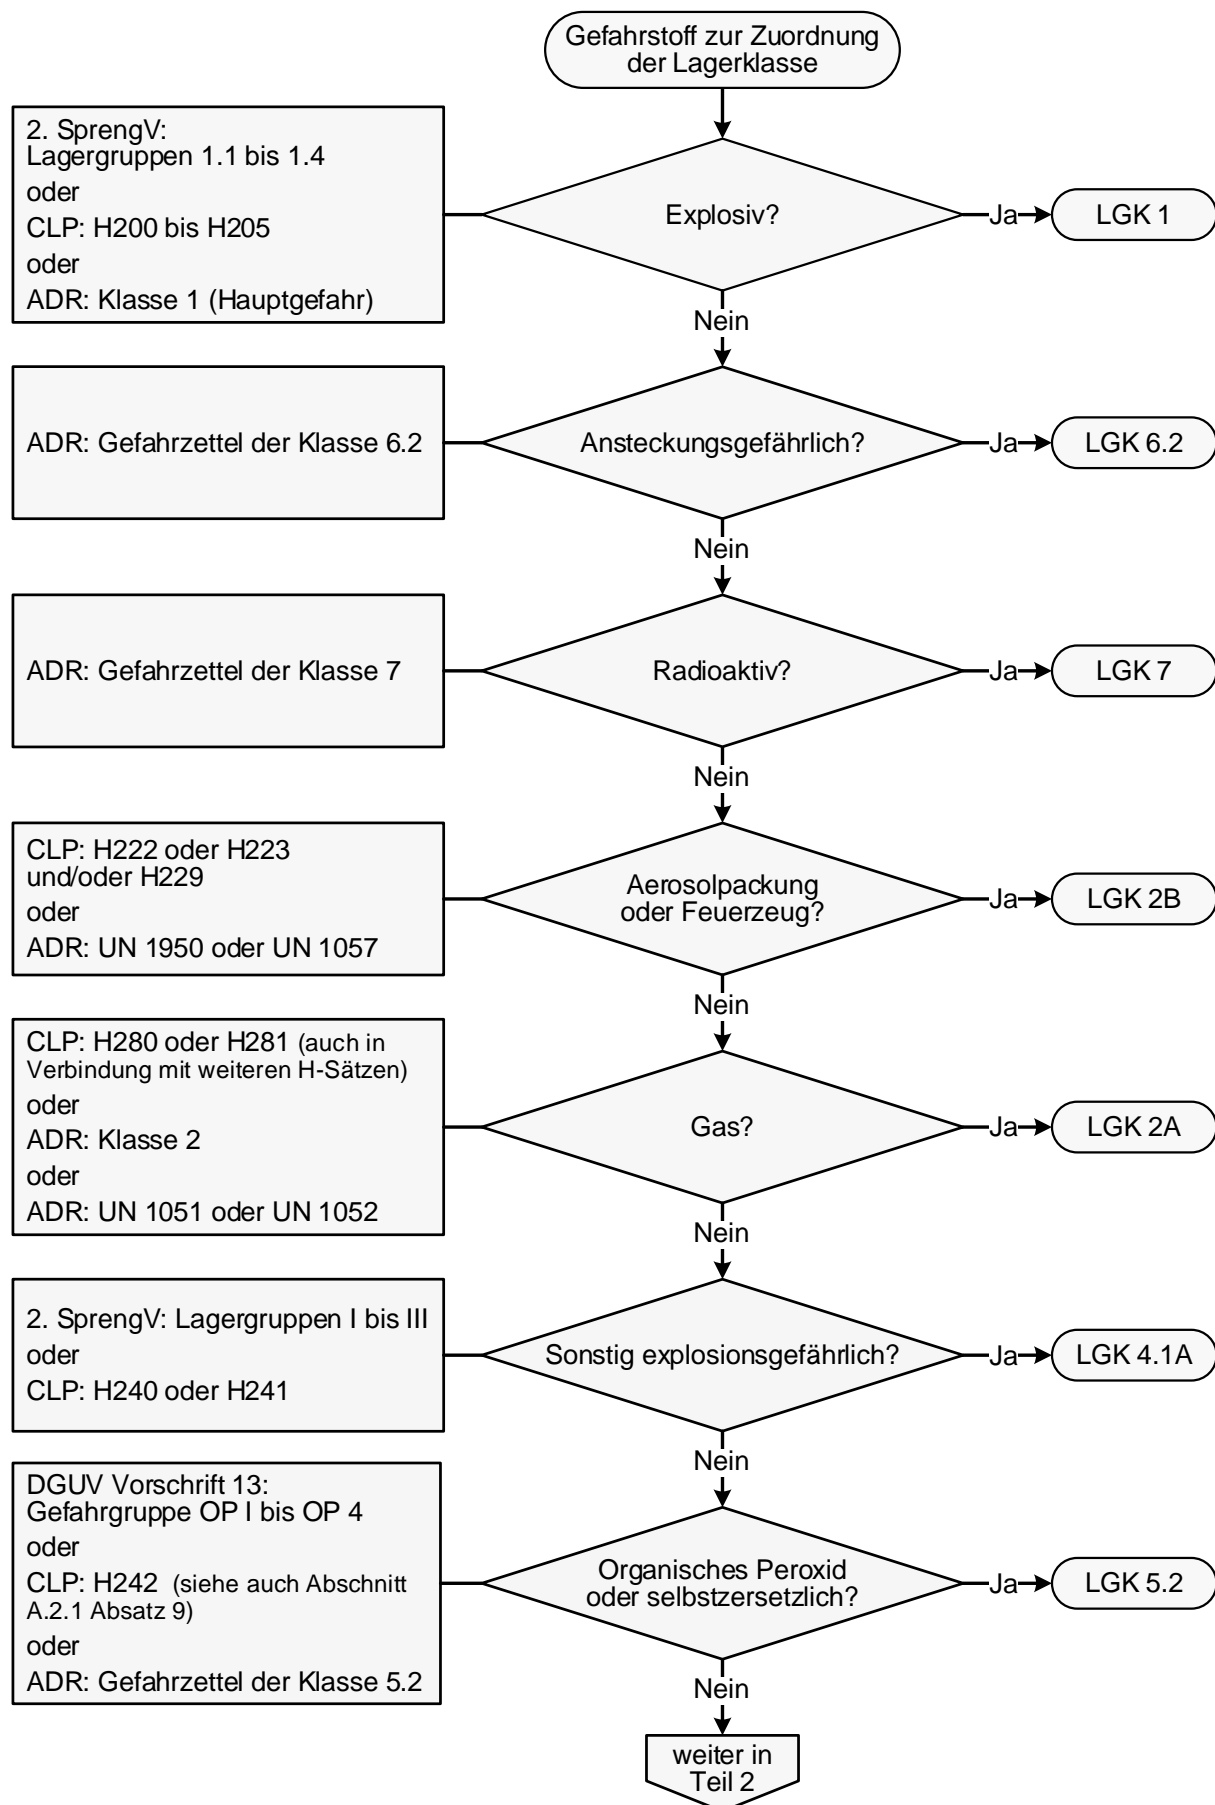 Gefahrstoff zur Zuordnung
der Lagerklasse
2. SprengV:
Lagergruppen 1.1 bis 1.4
oder
CLP: H200 bis H205
oder
ADR: Klasse 1 (Hauptgefahr)
Explosiv?
Ja
LGK 1
Nein
ADR: Gefahrzettel der Klasse 6.2
Ansteckungsgefährlich?
Ja
LGK 6.2
Nein
ADR: Gefahrzettel der Klasse 7
Radioaktiv?
Ja
LGK 7
Nein
CLP: H222 oder H223
und/oder H229
oder
ADR: UN 1950 oder UN 1057
Aerosolpackung
oder Feuerzeug?
Ja
LGK 2B
Nein
CLP: H280 oder H281 (auch in
Verbindung mit weiteren H-Sätzen)
oder
ADR: Klasse 2
oder
ADR: UN 1051 oder UN 1052
Gas?
Ja
LGK 2A
Nein
2. SprengV: Lagergruppen I bis III
oder
CLP: H240 oder H241
Sonstig explosionsgefährlich?
Ja
LGK 4.1A
Nein
DGUV Vorschrift 13:
Gefahrgruppe OP I bis OP 4
oder
CLP: H242 (siehe auch Abschnitt
A.2.1 Absatz 9)
oder
ADR: Gefahrzettel der Klasse 5.2
Organisches Peroxid
oder selbstzersetzlich?
Ja
LGK 5.2
Nein
weiter in
Teil 2